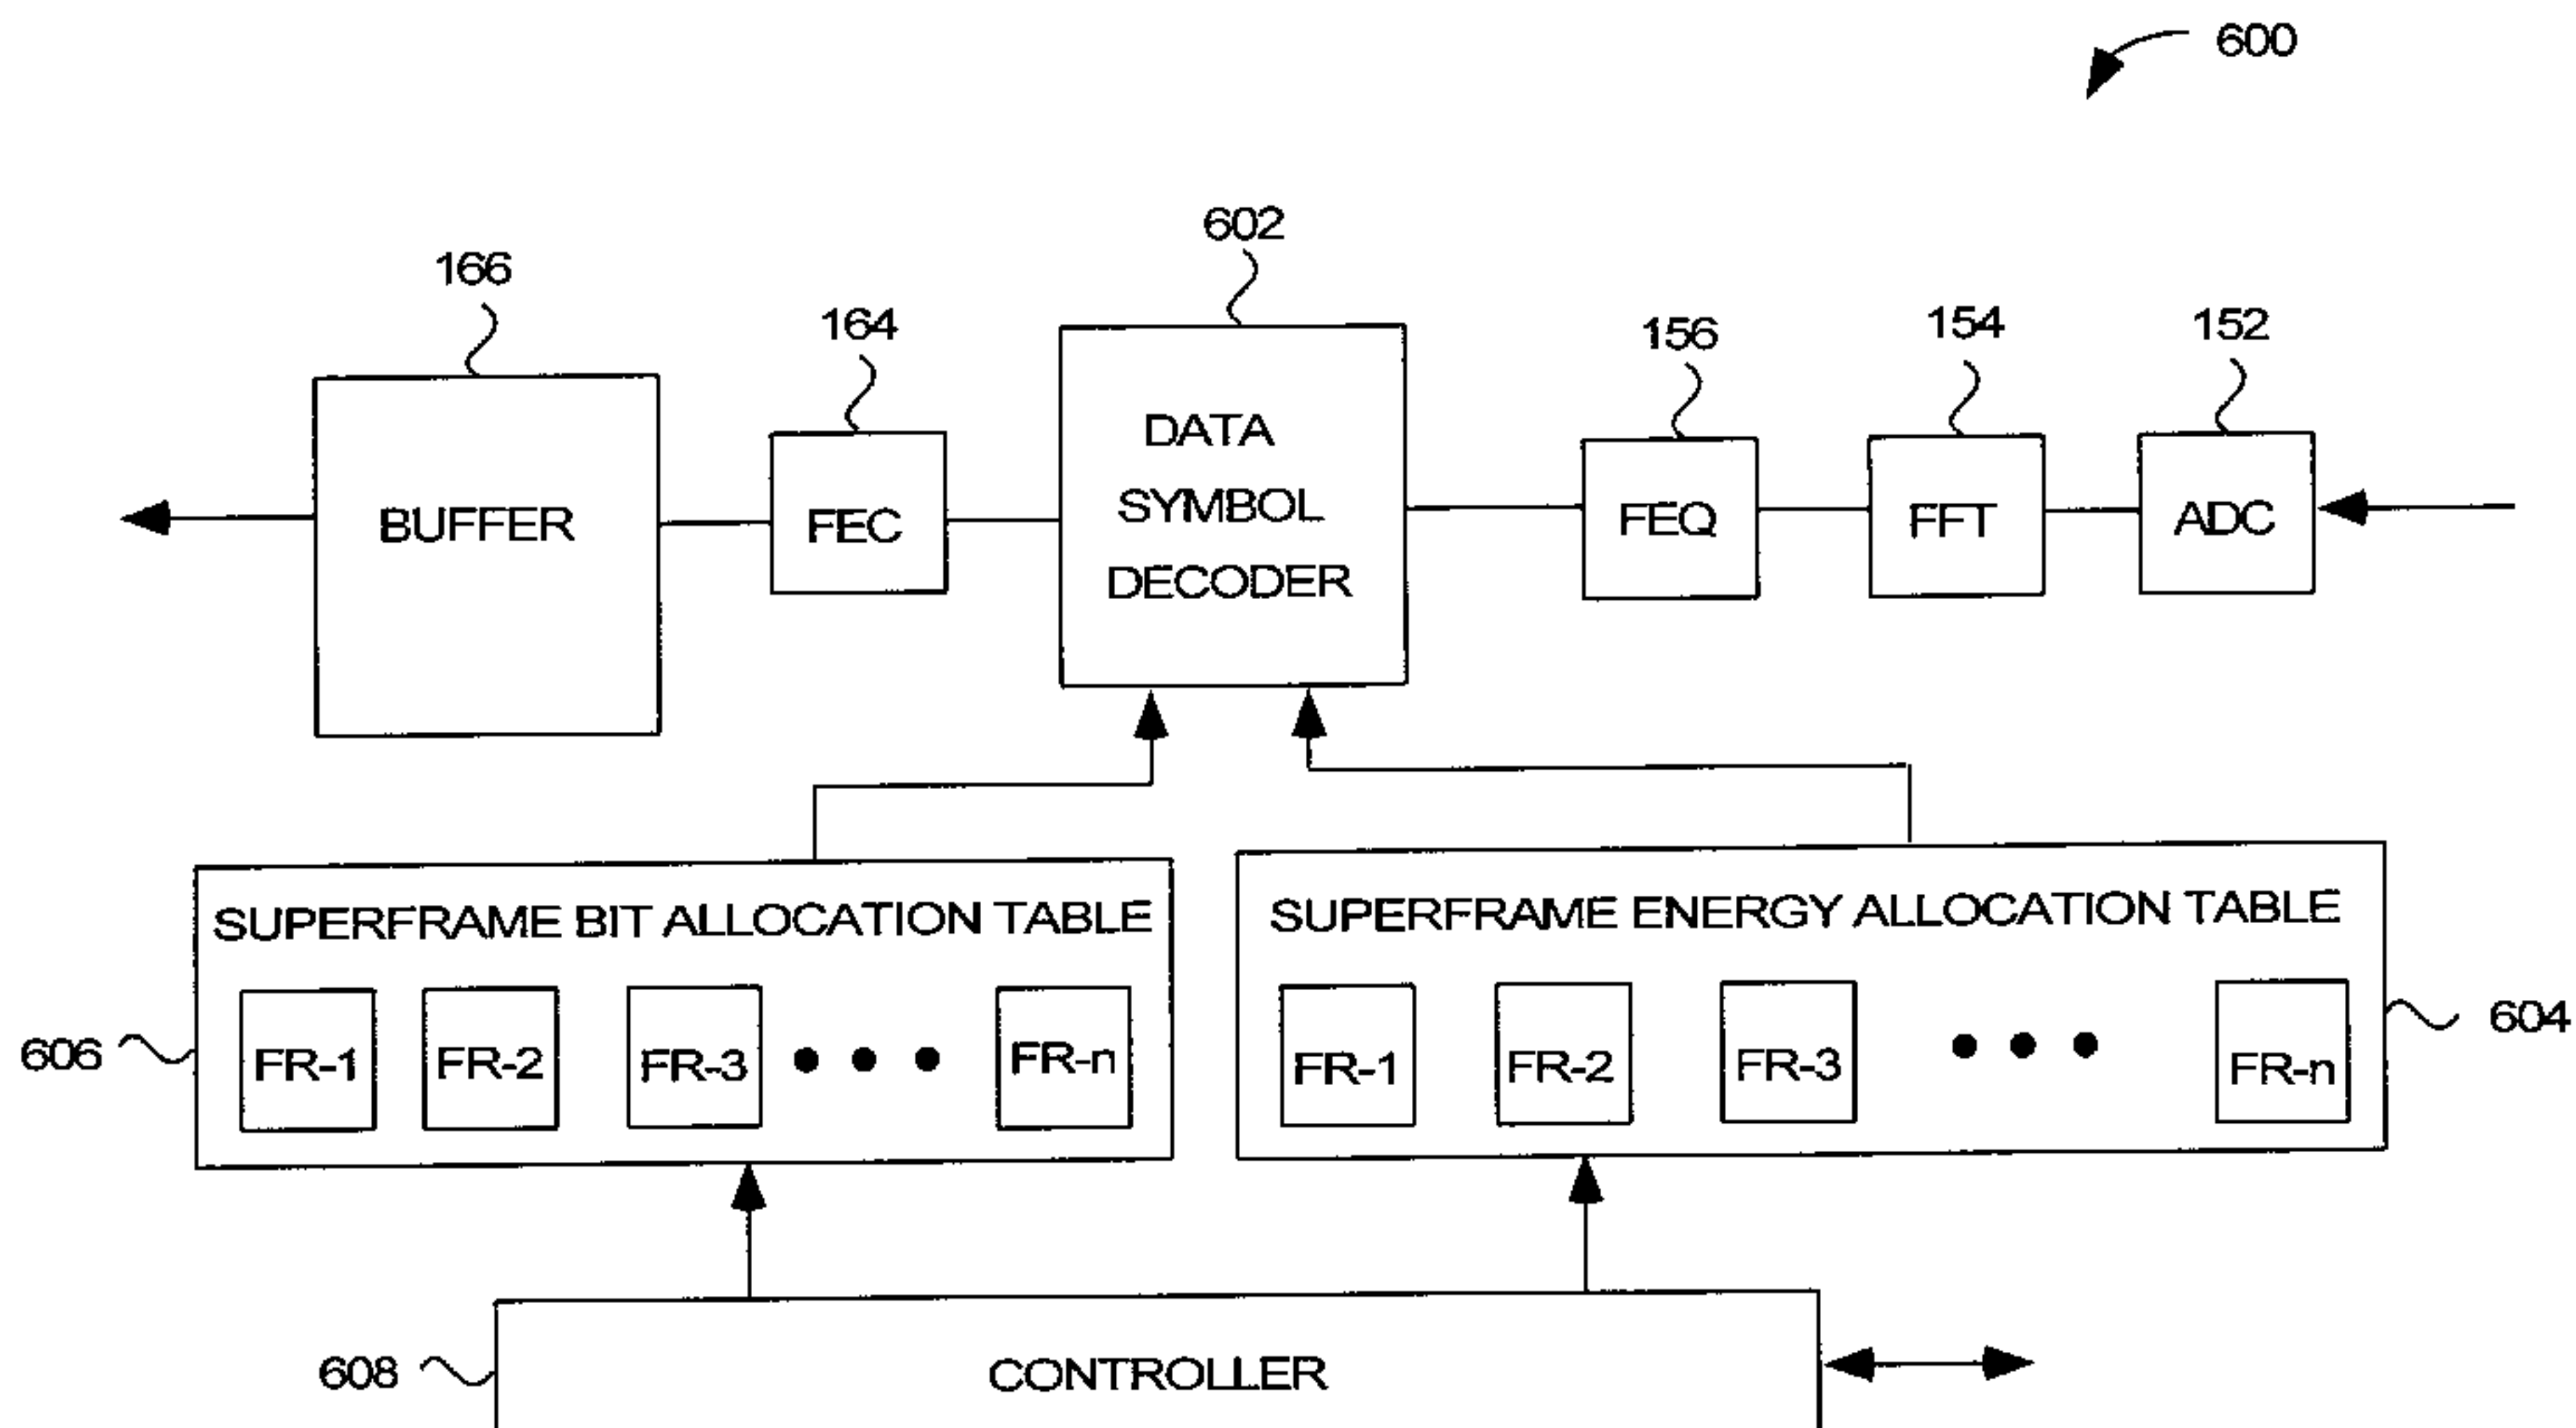 600
602
166
164
156
154
152
DATA
SYMBOL
DECODER
BUFFER
FEC
FEQ
FFT
ADC
SUPERFRAME BIT ALLOCATION TABLE
SUPERFRAME ENERGY ALLOCATION TABLE
606
FR-1
FR-2
FR-3
FR-n
FR-1
FR-2
FR-3
FR-n
604
608
CONTROLLER